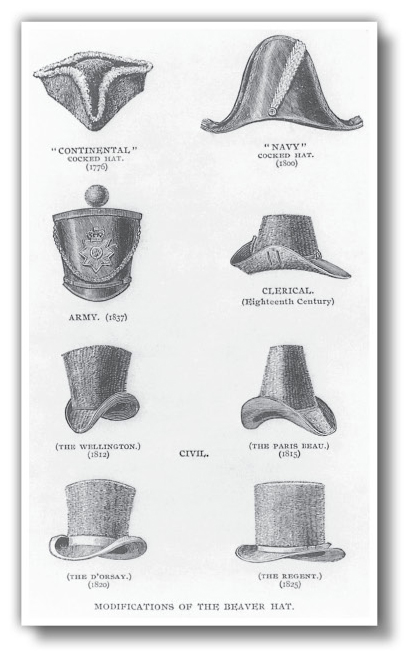 "CONTINENTAL"
COCKED HAT.
(1776)
"NAVY"
COCKED HAT.
(1800)
ARMY. (1837)
CLERICAL.
(Eighteenth Century)
(THE WELLINGTON.)
(1812)
CIVIL.
(THE PARIS BEAU.)
(1815)
(THE D'ORSAY.)
(1820)
(THE REGENT.)
(1825)
MODIFICATIONS OF THE BEAVER HAT.